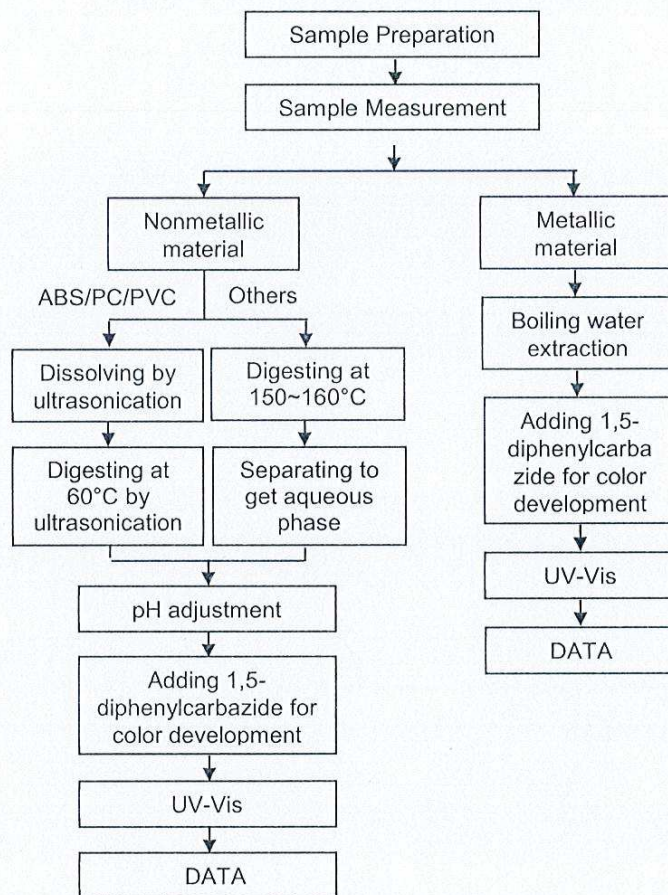 Sample Preparation
Sample Measurement
Nonmetallic
material
ABS/PC/PVC
Others
Dissolving by
ultrasonication
Digesting at
60°C by
ultrasonication
Digesting at
150~160°C
Separating to
get aqueous
phase
pH adjustment
Adding 1,5-
diphenylcarbazide for
color development
UV-Vis
DATA
Metallic
material
Boiling water
extraction
Adding 1,5-
diphenylcarba
zide for color
development
UV-Vis
DATA